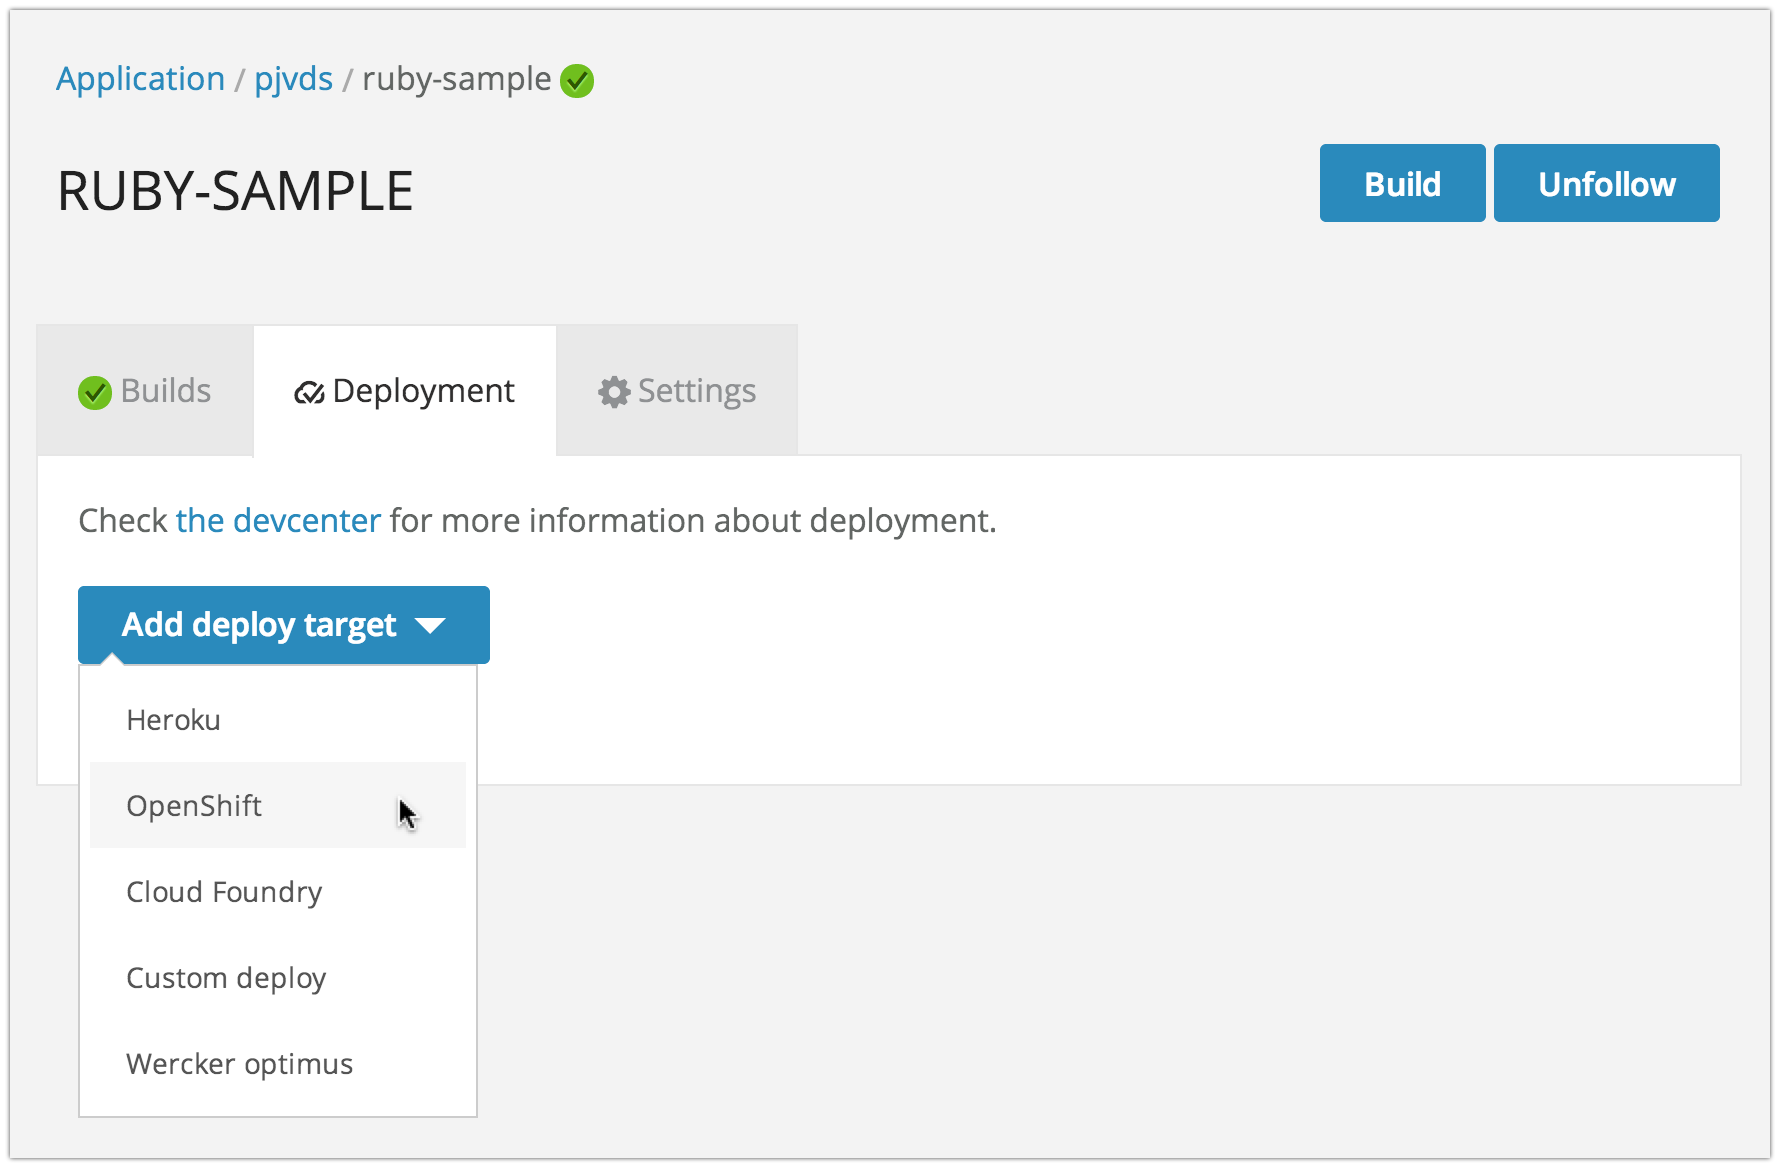 Application / pjvds / ruby-sample
RUBY-SAMPLE
Build
Unfollow
Builds
Deployment
Settings
Check the devcenter for more information about deployment.
Add deploy target
Heroku
OpenShift
Cloud Foundry
Custom deploy
Wercker optimus